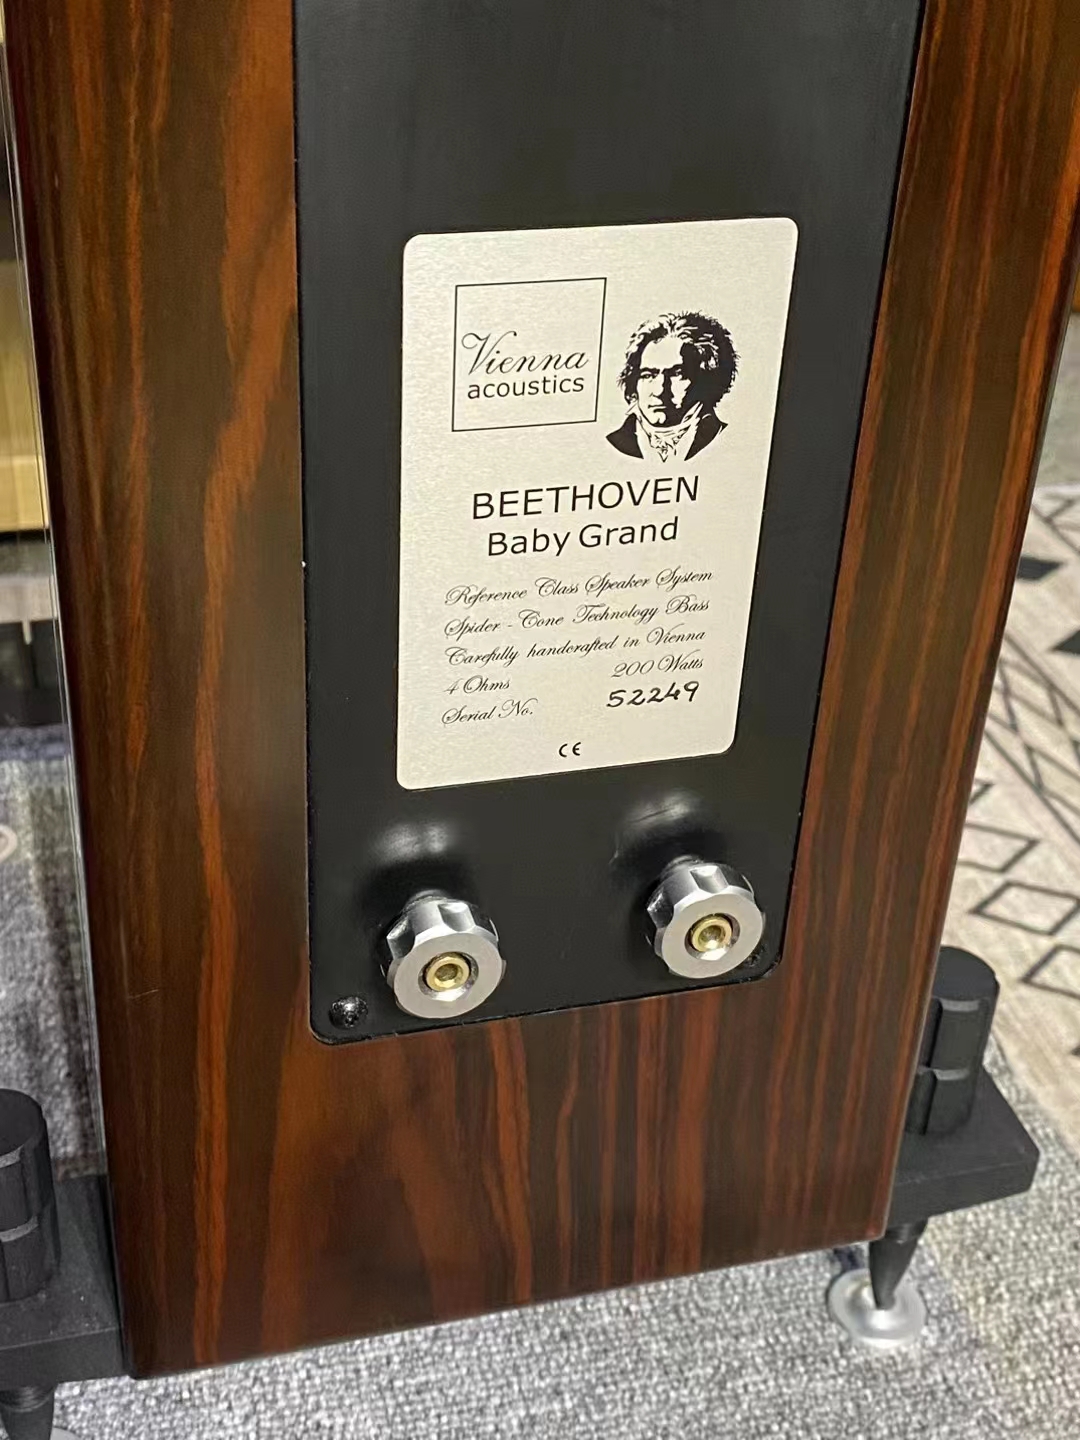 Vienna
acoustics
BEETHOVEN
Baby Grand
Reference Class Speaker System
Spider - Cone Technology Bass
Carefully handcrafted in Vienna
4 Ohms 200 Watts
Serial No. 52249
CE